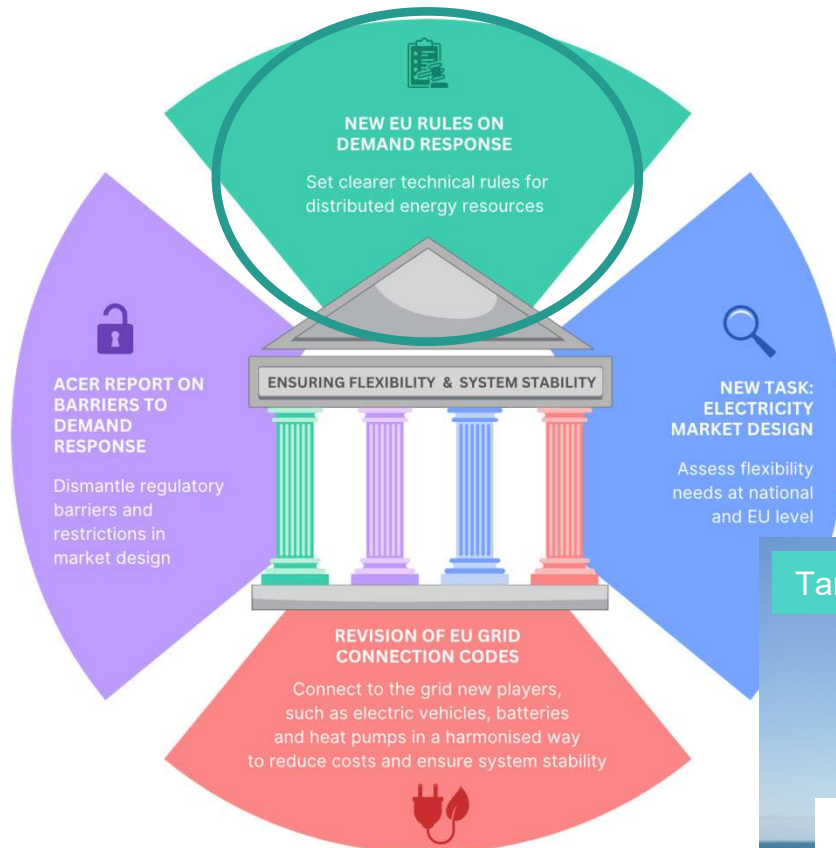 NEW EU RULES ON
DEMAND RESPONSE
Set clearer technical rules for
distributed energy resources
ENSURING FLEXIBILITY & SYSTEM STABILITY
ACER REPORT ON
BARRIERS TO
DEMAND
RESPONSE
Dismantle regulatory
barriers and
restrictions in
market design
NEW TASK:
ELECTRICITY
MARKET DESIGN
Assess flexibility
needs at national
and EU level
REVISION OF EU GRID
CONNECTION CODES
Connect to the grid new players,
such as electric vehicles, batteries
and heat pumps in a harmonised way
to reduce costs and ensure system stability